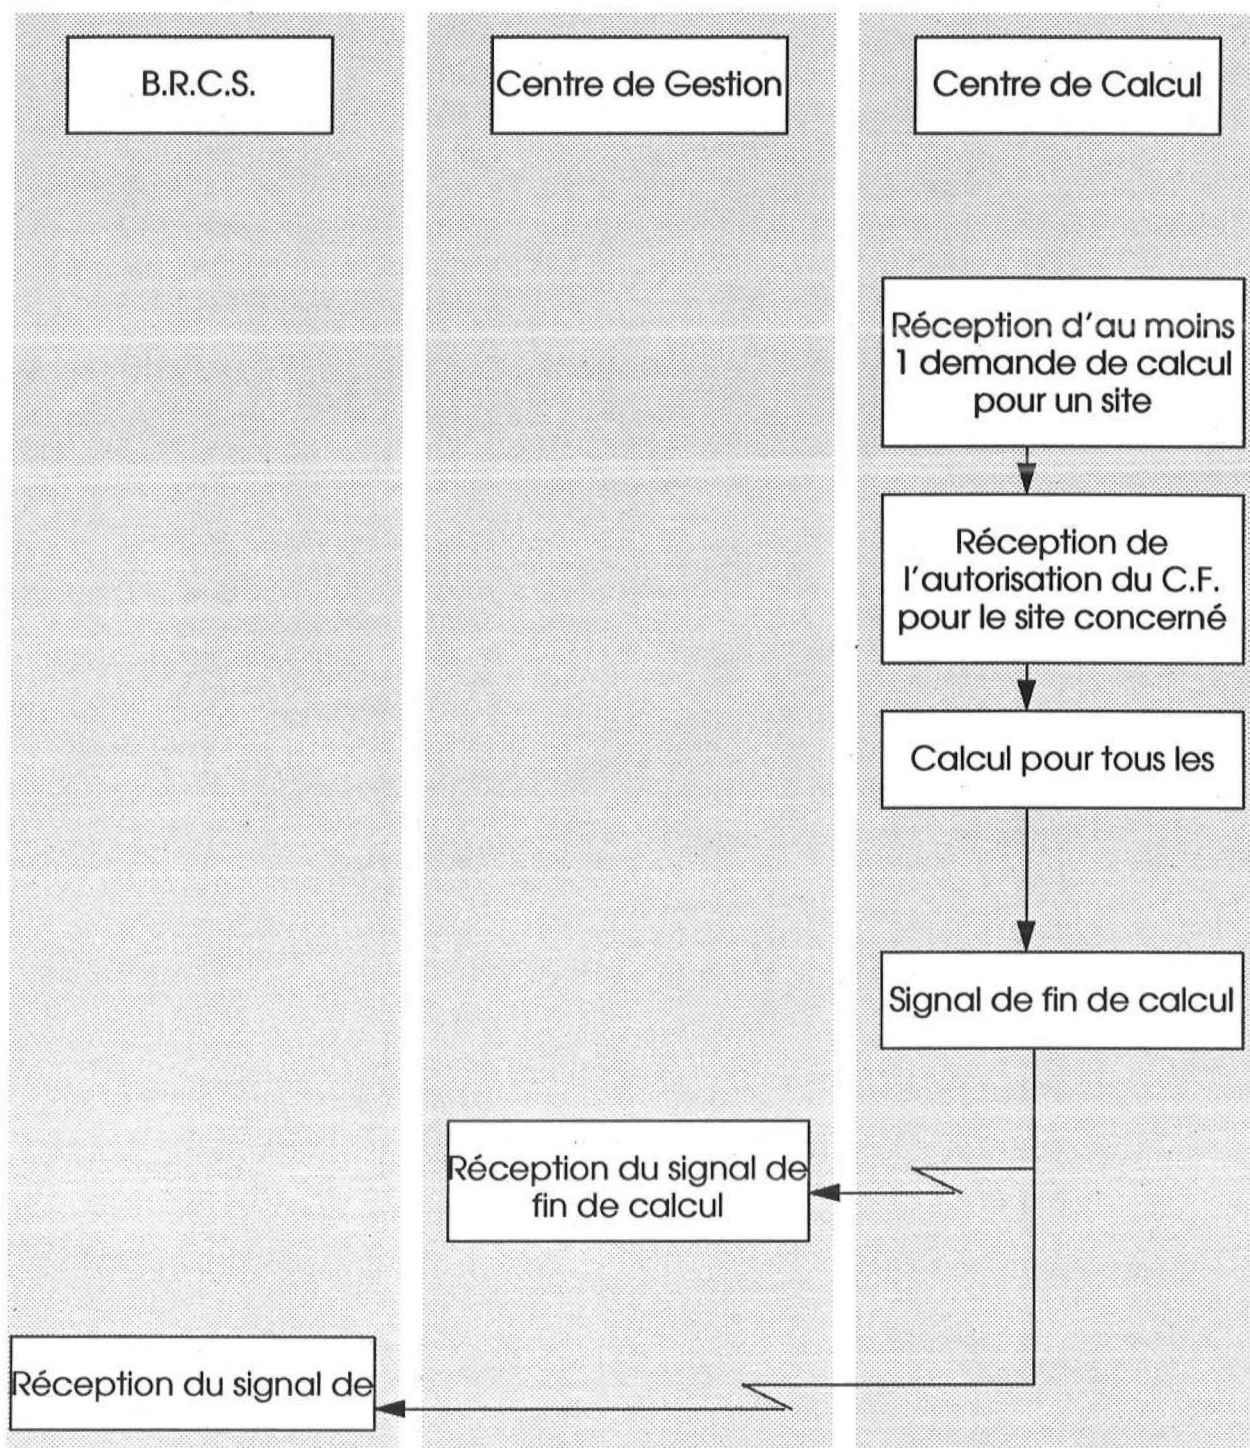 B.R.C.S.
Centre de Gestion
Centre de Calcul
Réception d'au moins
1 demande de calcul
pour un site
Réception de
l'autorisation du C.F.
pour le site concerné
Calcul pour tous les
Signal de fin de calcul
Réception du signal de
fin de calcul
Réception du signal de